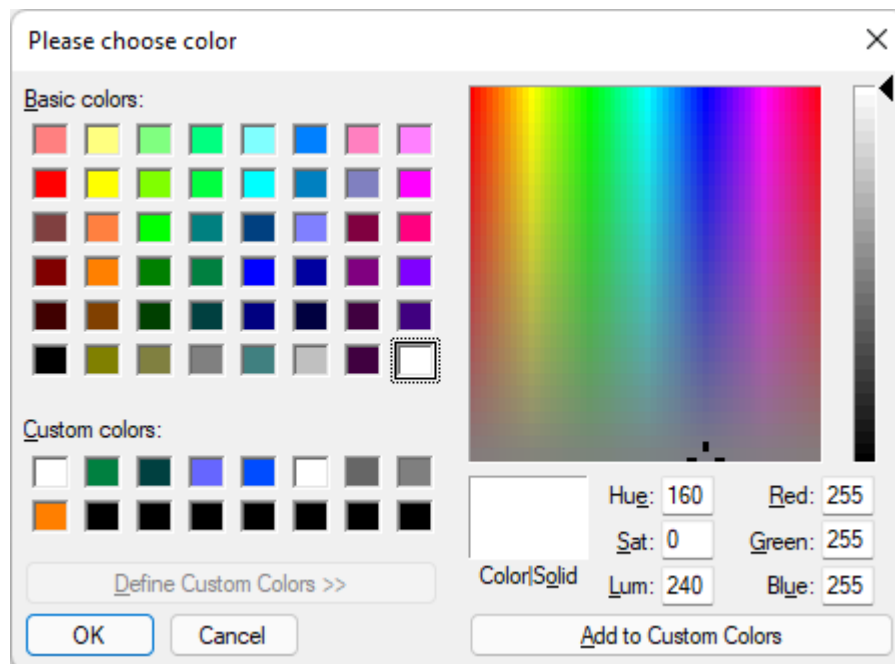 Please choose color
Basic colors:
Custom colors:
Define Custom Colors >>
OK Cancel
Color|Solid
Hue: 160 Red: 255
Sat: 0 Green: 255
Lum: 240 Blue: 255
Add to Custom Colors